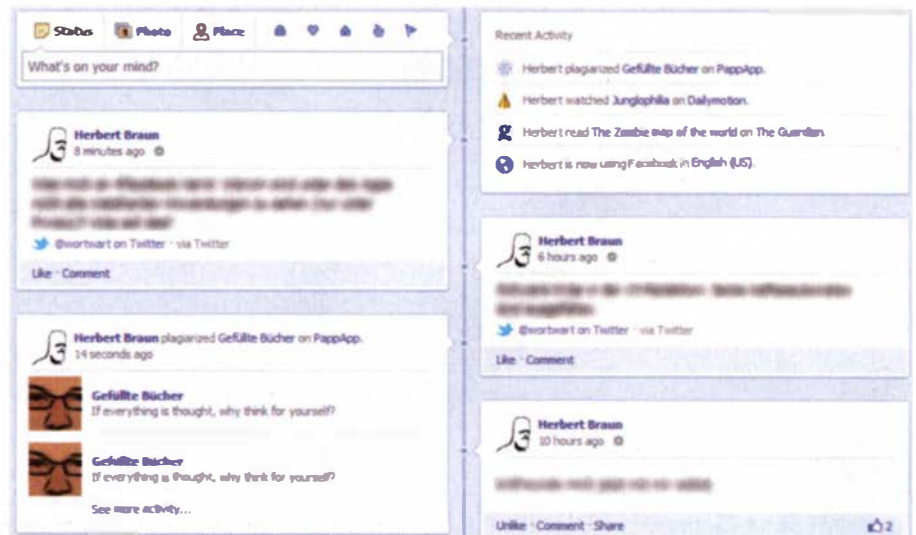 Status Photo Place
What's on your mind?
Herbert Braun
8 minutes ago
@wortwart on Twitter · via Twitter
Like · Comment
Herbert Braun plagiarized Gefüllte Bücher on PappApp.
14 seconds ago
Gefüllte Bücher
If everything is thought, why think for yourself?
Gefüllte Bücher
If everything is thought, why think for yourself?
See more activity...
Recent Activity
Herbert plagiarized Gefüllte Bücher on PappApp.
Herbert watched Junglophilia on Dailymotion.
Herbert read The Zombie map of the world on The Guardian.
Herbert is now using Facebook in English (US).
Herbert Braun
6 hours ago
@wortwart on Twitter · via Twitter
Like · Comment
Herbert Braun
10 hours ago
Unlike · Comment · Share
2